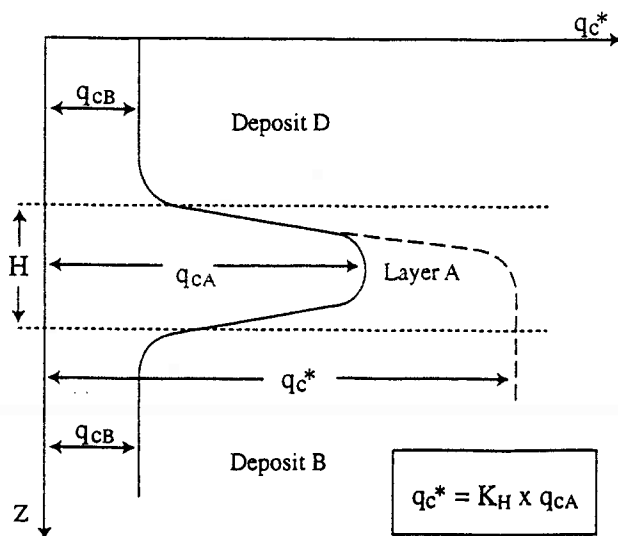 qc*
qcB
Deposit D
H
qcA
Layer A
qc*
qcB
Deposit B
qc* = KH x qcA
z